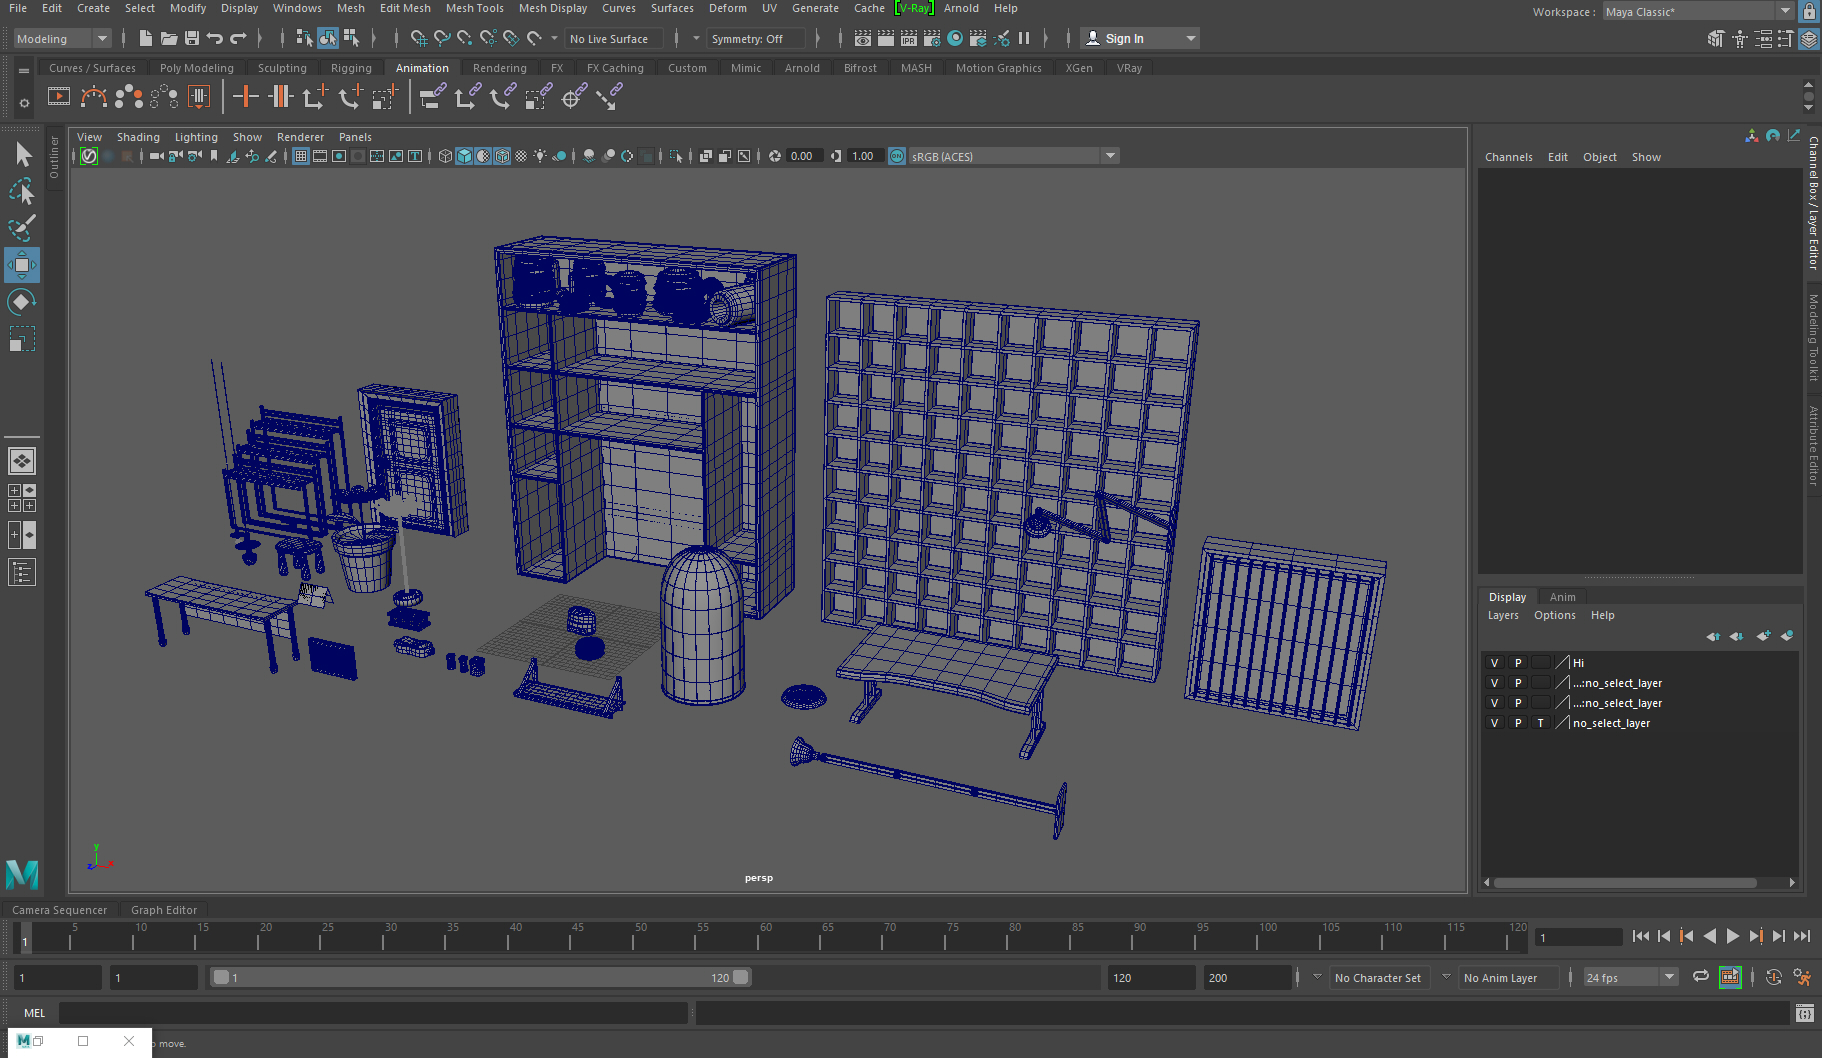 File Edit Create Select Modify Display Windows Mesh Edit Mesh Mesh Tools Mesh Display Curves Surfaces Deform UV Generate Cache [V-Ray] Arnold Help
Workspace : Maya Classic*
Modeling No Live Surface Symmetry: Off IPR Sign In
Curves / Surfaces Poly Modeling Sculpting Rigging Animation Rendering FX FX Caching Custom Mimic Arnold Bifrost MASH Motion Graphics XGen VRay
View Shading Lighting Show Renderer Panels
0.00 1.00 ON sRGB (ACES)
Outliner
Channels Edit Object Show
Channel Box / Layer Editor
Modeling Toolkit
Attribute Editor
Display Anim
Layers Options Help
V P Hi
V P ...:no_select_layer
V P ...:no_select_layer
V P T no_select_layer
y
z x
persp
M
Camera Sequencer Graph Editor
1 5 10 15 20 25 30 35 40 45 50 55 60 65 70 75 80 85 90 95 100 105 110 115 120 1
1 1 1 120 120 200 No Character Set No Anim Layer 24 fps
MEL
M
o move.